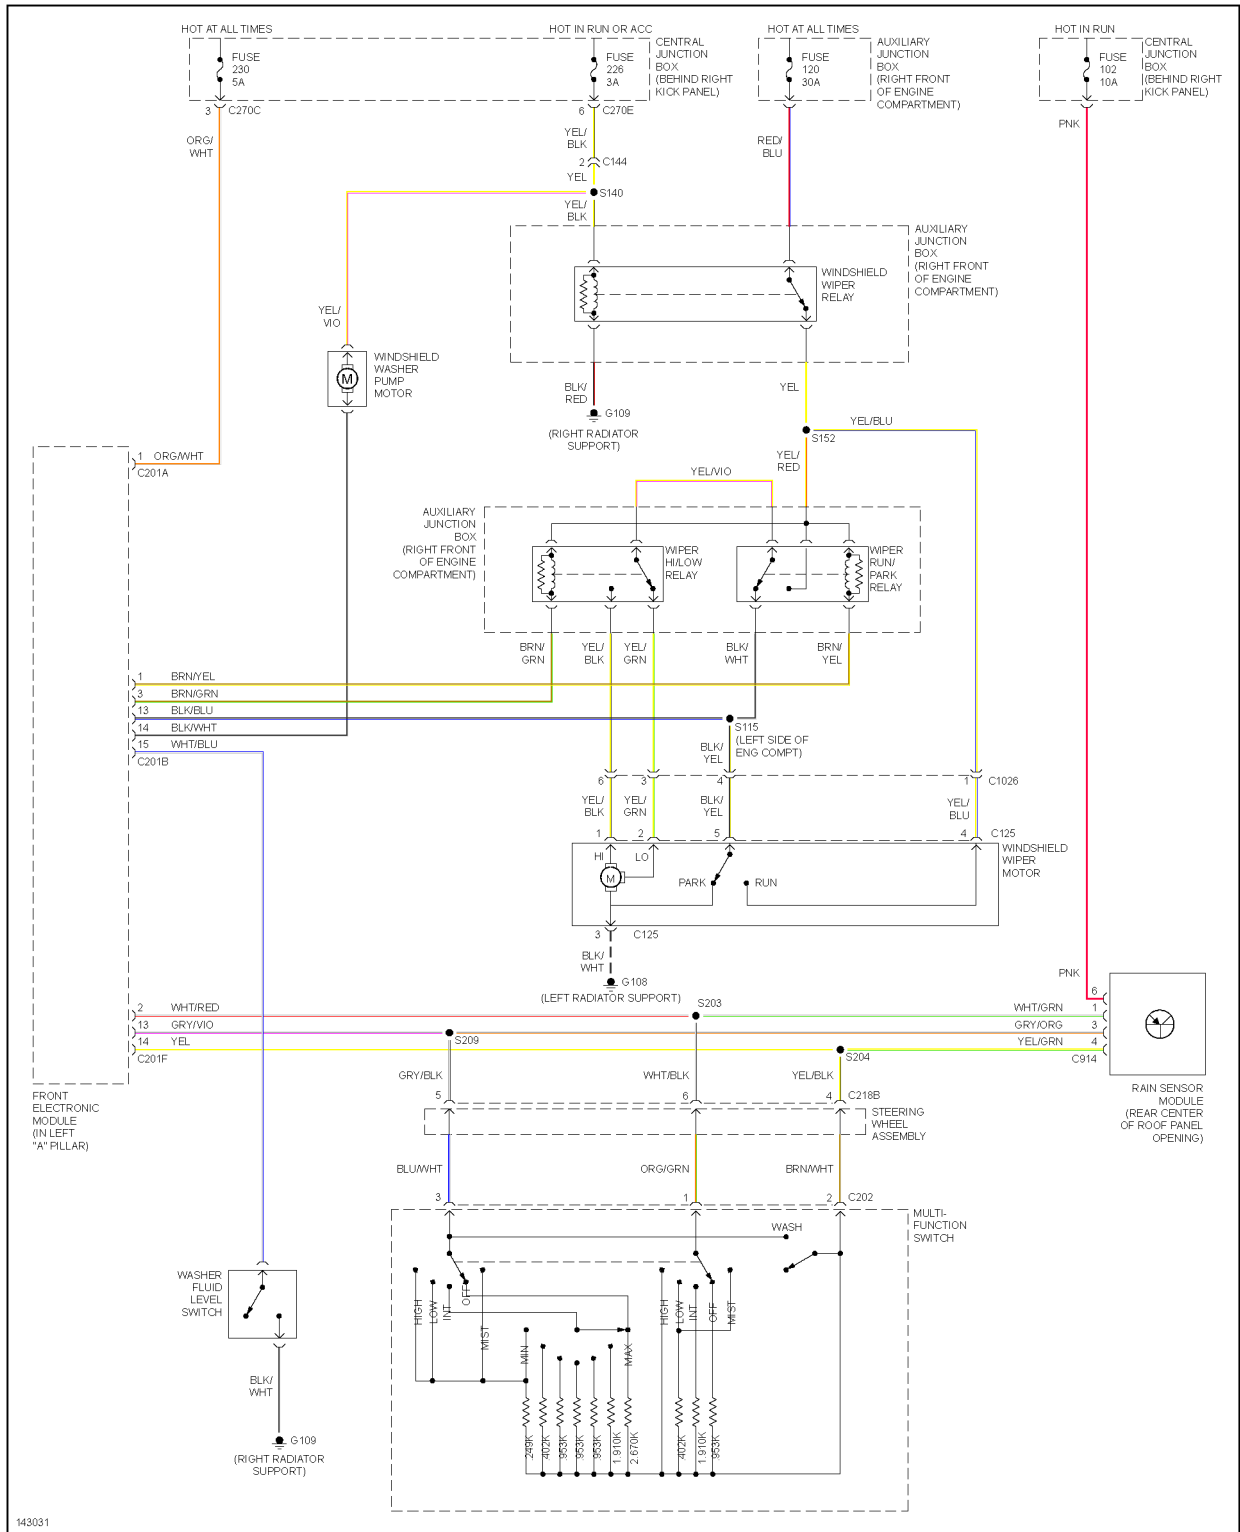 HOT AT ALL TIMES
HOT IN RUN OR ACC
HOT AT ALL TIMES
HOT IN RUN
FUSE
230
5A
FUSE
226
3A
CENTRAL
JUNCTION
BOX
(BEHIND RIGHT
KICK PANEL)
FUSE
120
30A
AUXILIARY
JUNCTION
BOX
(RIGHT FRONT
OF ENGINE
COMPARTMENT)
FUSE
102
10A
CENTRAL
JUNCTION
BOX
(BEHIND RIGHT
KICK PANEL)
3
C270C
6
C270E
ORG/
WHT
YEL/
BLK
RED/
BLU
PNK
2
C144
YEL
S140
YEL/
BLK
AUXILIARY
JUNCTION
BOX
(RIGHT FRONT
OF ENGINE
COMPARTMENT)
WINDSHIELD
WIPER
RELAY
YEL/
VIO
M
WINDSHIELD
WASHER
PUMP
MOTOR
BLK/
RED
G109
(RIGHT RADIATOR
SUPPORT)
YEL
S152
YEL/BLU
YEL/
RED
1
ORG/WHT
C201A
YEL/VIO
AUXILIARY
JUNCTION
BOX
(RIGHT FRONT
OF ENGINE
COMPARTMENT)
WIPER
HI/LOW
RELAY
WIPER
RUN/
PARK
RELAY
BRN/
GRN
YEL/
BLK
YEL/
GRN
BLK/
WHT
BRN/
YEL
1
BRN/YEL
3
BRN/GRN
13
BLK/BLU
14
BLK/WHT
15
WHT/BLU
C201B
S115
(LEFT SIDE OF
ENG COMPT)
BLK/
YEL
6
3
4
1
C1026
YEL/
BLK
YEL/
GRN
BLK/
YEL
YEL/
BLU
1
2
5
4
C125
HI
LO
M
PARK
RUN
WINDSHIELD
WIPER
MOTOR
3
C125
BLK/
WHT
G108
(LEFT RADIATOR SUPPORT)
PNK
6
2
WHT/RED
S203
WHT/GRN
1
13
GRY/VIO
S209
GRY/ORG
3
14
YEL
S204
YEL/GRN
4
C201F
C914
FRONT
ELECTRONIC
MODULE
(IN LEFT
"A" PILLAR)
GRY/BLK
WHT/BLK
YEL/BLK
5
6
4
C218B
STEERING
WHEEL
ASSEMBLY
RAIN SENSOR
MODULE
(REAR CENTER
OF ROOF PANEL
OPENING)
BLU/WHT
ORG/GRN
BRN/WHT
3
1
2
C202
MULTI-
FUNCTION
SWITCH
WASH
WASHER
FLUID
LEVEL
SWITCH
HIGH
LOW
INT
OFF
MIST
HIGH
LOW
INT
OFF
MIST
MIN
MAX
.249K
.402K
.953K
.953K
.953K
1.910K
2.670K
.402K
1.910K
.953K
BLK/
WHT
G109
(RIGHT RADIATOR
SUPPORT)
143031